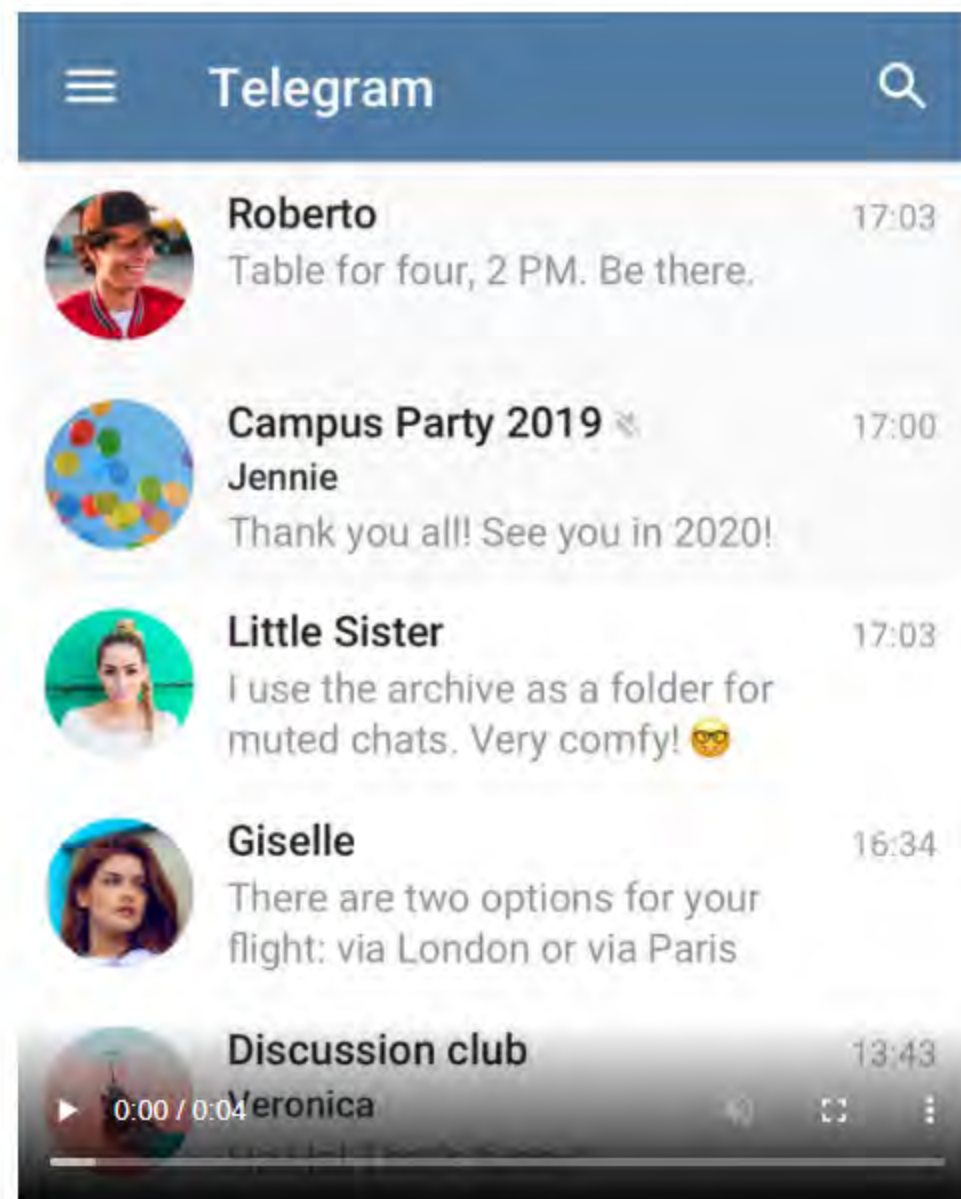 Telegram
Roberto 17:03
Table for four, 2 PM. Be there.
Campus Party 2019 17:00
Jennie
Thank you all! See you in 2020!
Little Sister 17:03
I use the archive as a folder for
muted chats. Very comfy! 🤓
Giselle 16:34
There are two options for your
flight: via London or via Paris
Discussion club 13:43
0:00 / 0:04 Veronica